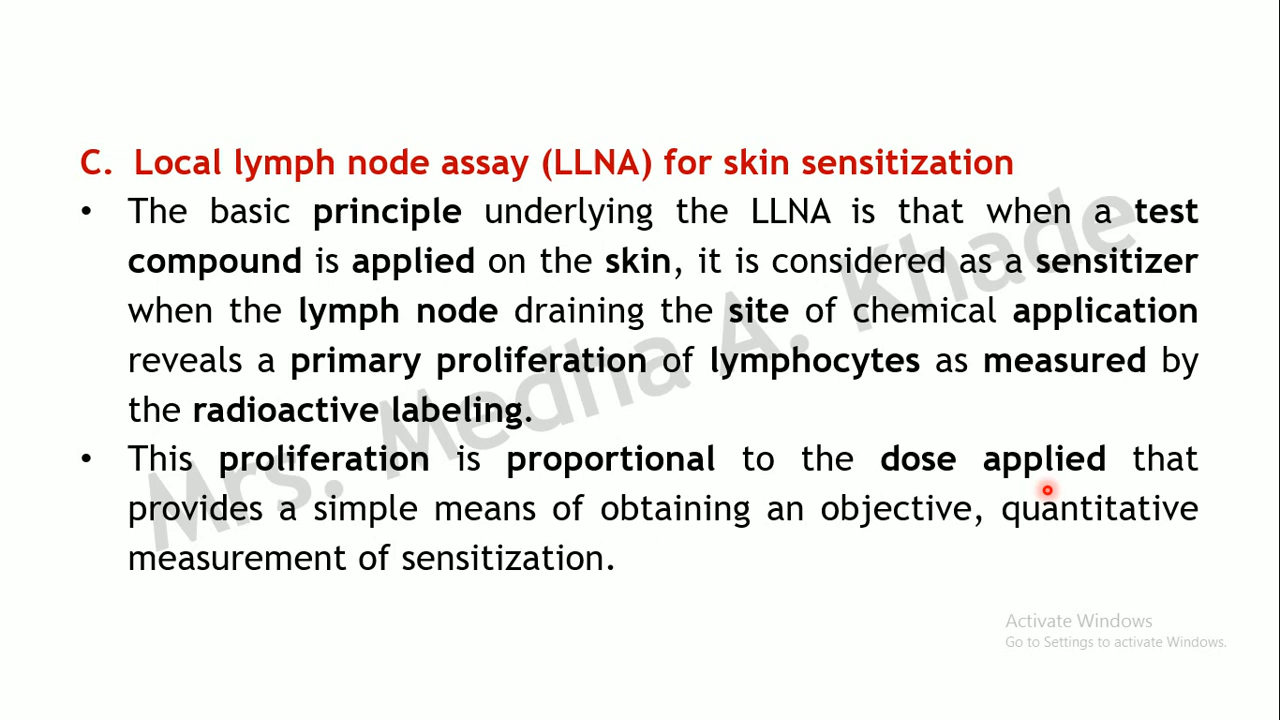 C. Local lymph node assay (LLNA) for skin sensitization
• The basic principle underlying the LLNA is that when a test
compound is applied on the skin, it is considered as a sensitizer
when the lymph node draining the site of chemical application
reveals a primary proliferation of lymphocytes as measured by
the radioactive labeling.
• This proliferation is proportional to the dose applied that
provides a simple means of obtaining an objective, quantitative
measurement of sensitization.
Mrs. Medha A. Khade
Activate Windows
Go to Settings to activate Windows.